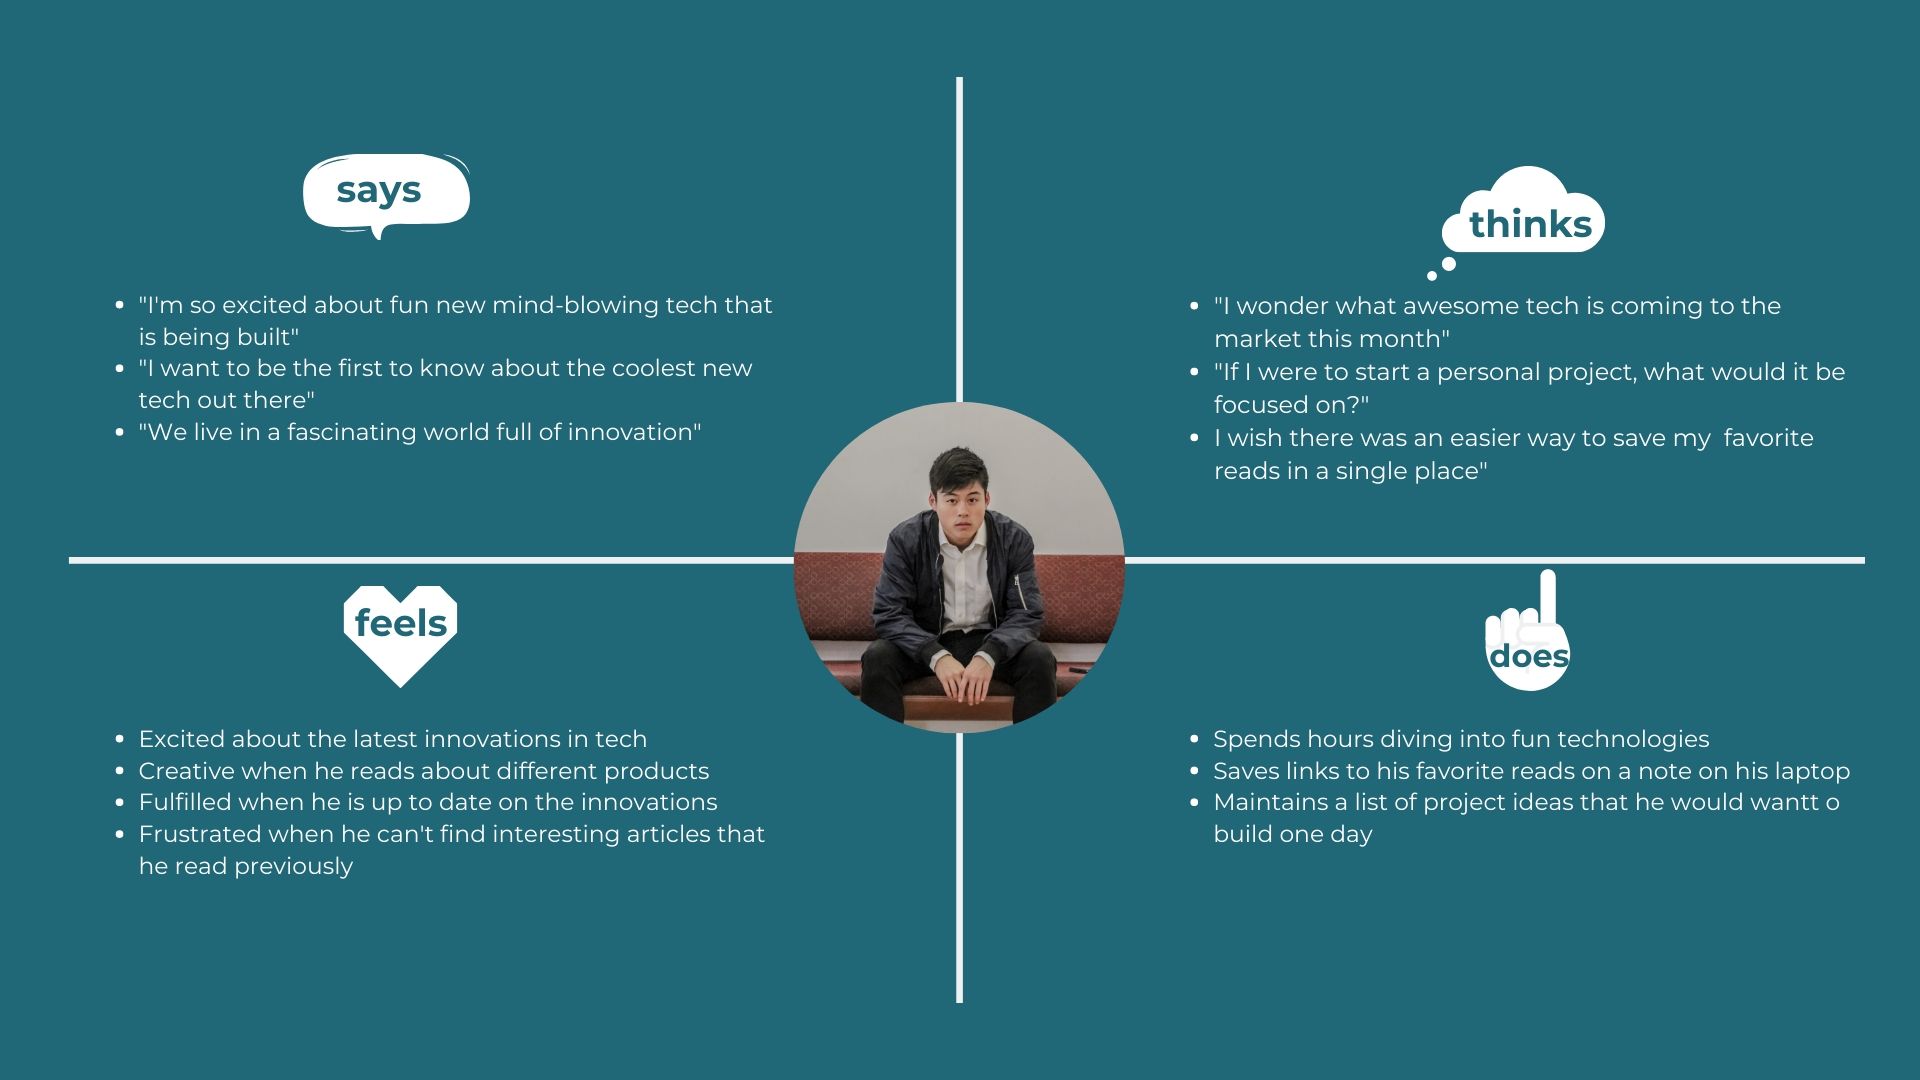 says
"I'm so excited about fun new mind-blowing tech that
is being built"
"I want to be the first to know about the coolest new
tech out there"
"We live in a fascinating world full of innovation"
thinks
"I wonder what awesome tech is coming to the
market this month"
"If I were to start a personal project, what would it be
focused on?"
I wish there was an easier way to save my  favorite
reads in a single place"
feels
Excited about the latest innovations in tech
Creative when he reads about different products
Fulfilled when he is up to date on the innovations
Frustrated when he can't find interesting articles that
he read previously
does
Spends hours diving into fun technologies
Saves links to his favorite reads on a note on his laptop
Maintains a list of project ideas that he would wantt o
build one day